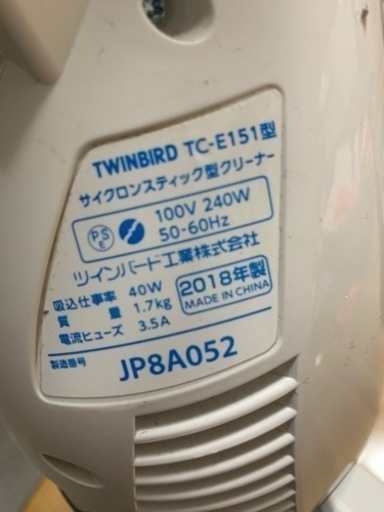 TWINBIRD TC-E151型
サイクロンスティック型クリーナー
PS
E
100V 240W
50-60Hz
ツインバード工業株式会社
吸込仕事率 40W
質量 1.7kg
電流ヒューズ 3.5A
2018年製
MADE IN CHINA
製造番号 JP8A052